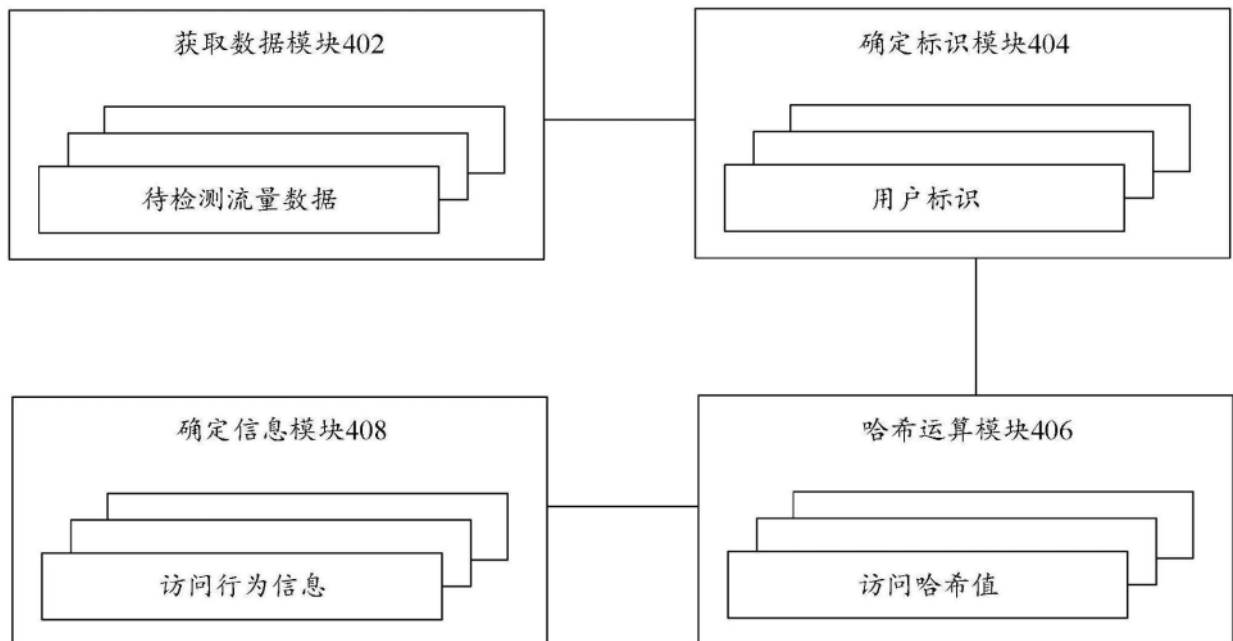 获取数据模块402
待检测流量数据
确定标识模块404
用户标识
确定信息模块408
访问行为信息
哈希运算模块406
访问哈希值